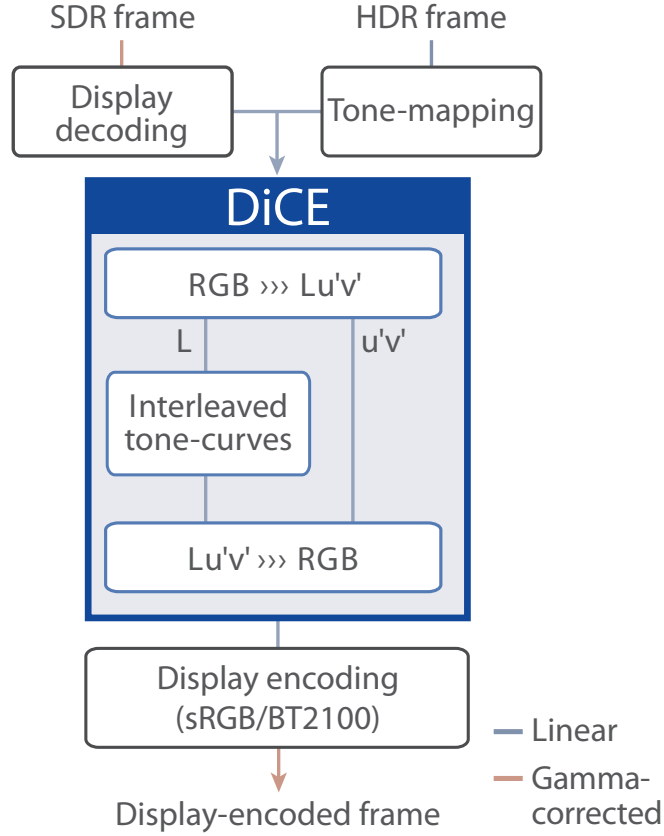 SDR frame
HDR frame
Display
decoding
Tone-mapping
DiCE
RGB ››› Lu'v'
L
u'v'
Interleaved
tone-curves
Lu'v' ››› RGB
Display encoding
(sRGB/BT2100)
Linear
Gamma-
corrected
Display-encoded frame